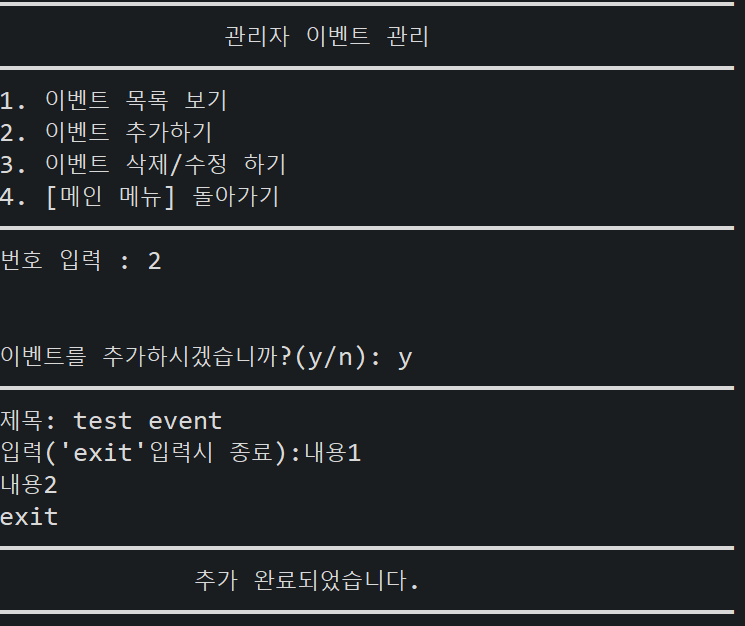 관리자 이벤트 관리
1. 이벤트 목록 보기
2. 이벤트 추가하기
3. 이벤트 삭제/수정 하기
4. [메인 메뉴] 돌아가기
번호 입력 : 2
이벤트를 추가하시겠습니까?(y/n): y
제목: test event
입력('exit'입력시 종료):내용1
내용2
exit
추가 완료되었습니다.